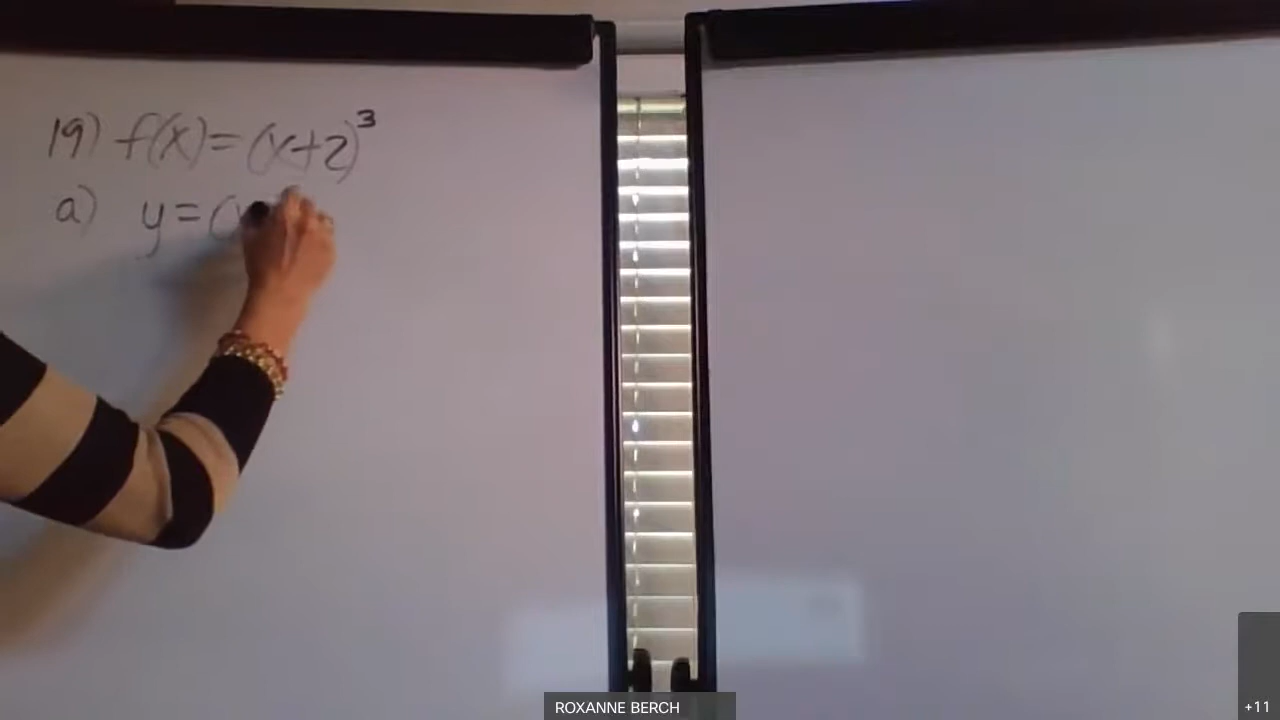 19) f(x)=(x+2)³
a) y=(x
ROXANNE BERCH
+11